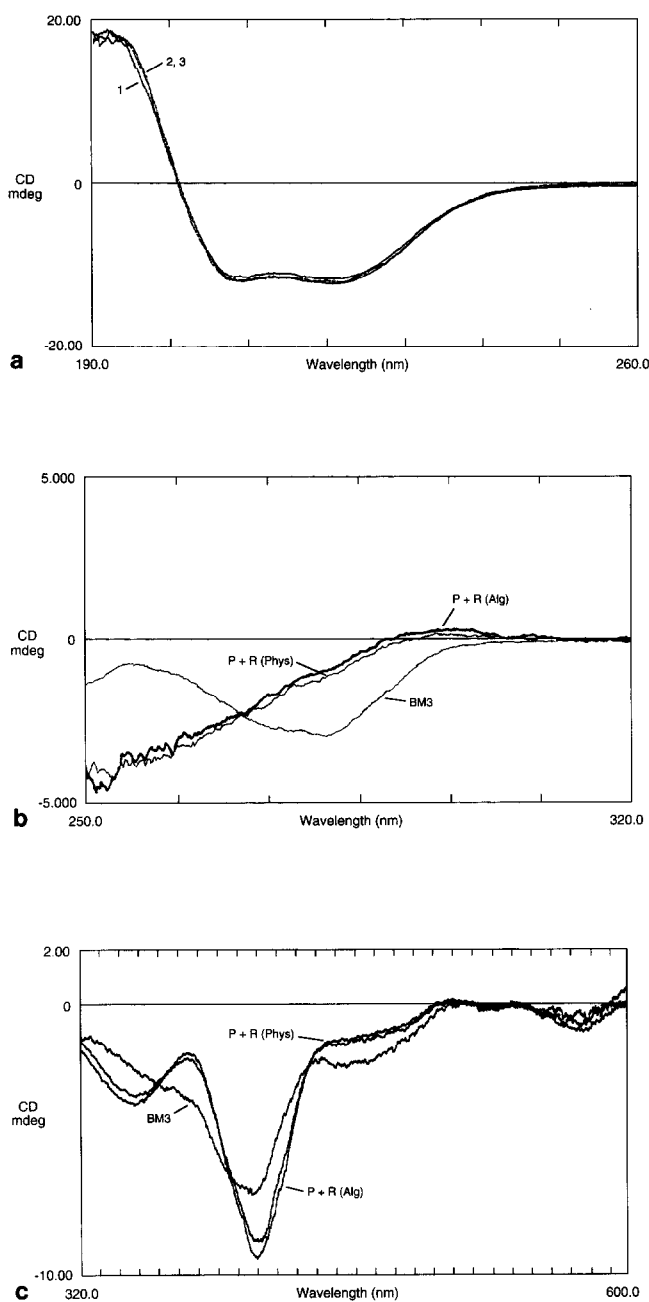 20.00
2, 3
1
CD
mdeg
0
-20.00
190.0
Wavelength (nm)
260.0
a
5.000
P + R (Alg)
CD
mdeg
0
P + R (Phys)
BM3
-5.000
250.0
Wavelength (nm)
320.0
b
2.00
0
P + R (Phys)
CD
mdeg
BM3
P + R (Alg)
-10.00
320.0
Wavelength (nm)
600.0
c